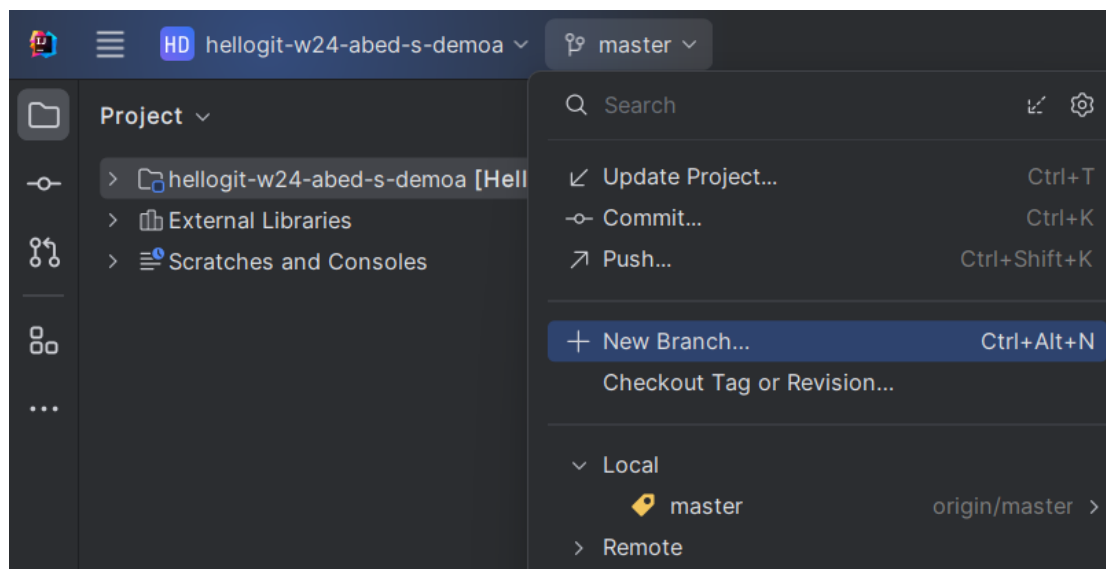 HD hellogit-w24-abed-s-demoa master
Project
Search
hellogit-w24-abed-s-demoa [Hell
Update Project... Ctrl+T
External Libraries
Commit... Ctrl+K
Scratches and Consoles
Push... Ctrl+Shift+K
New Branch... Ctrl+Alt+N
Checkout Tag or Revision...
Local
master origin/master
Remote